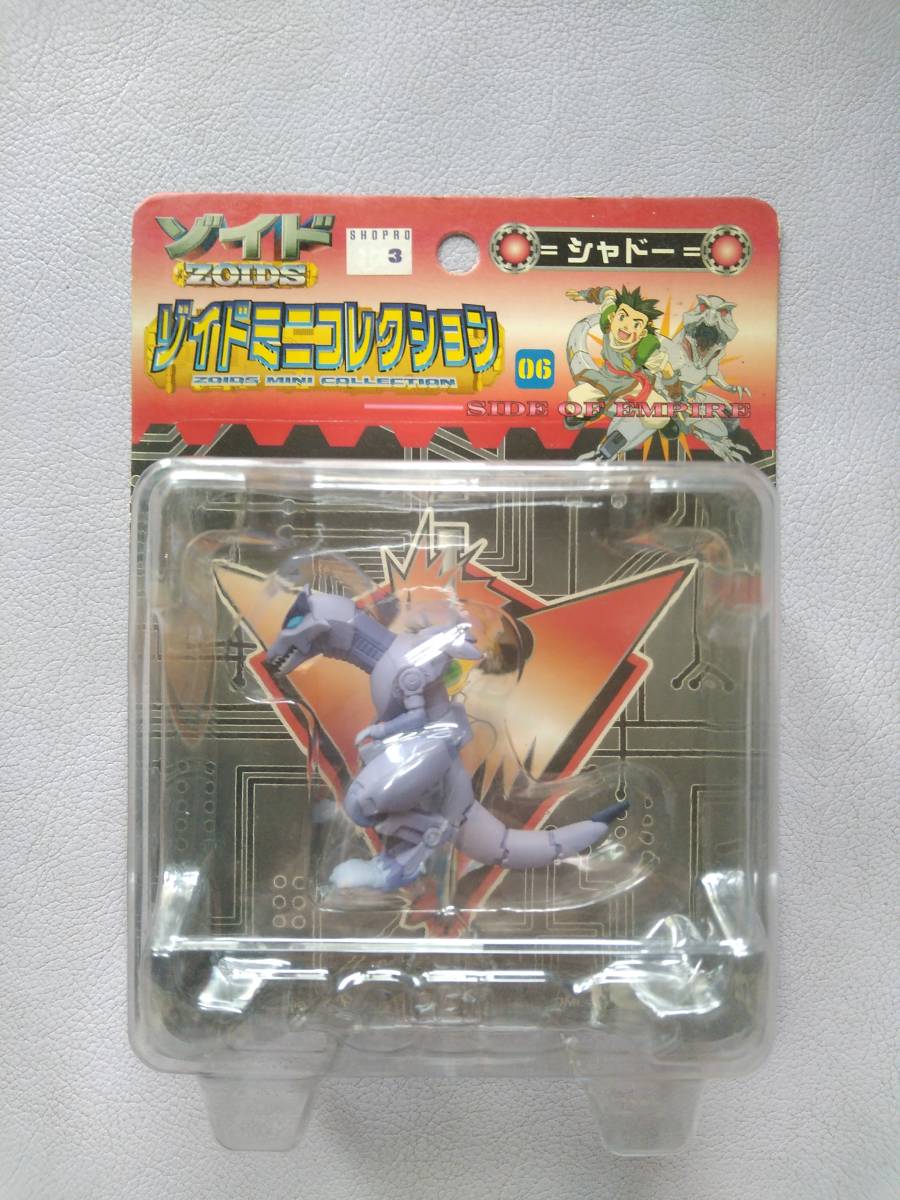 ゾイド
ZOIDS
SHOPRO
3
=シャドー=
ゾイドミニコレクション
ZOIDS MINI COLLECTION
06
SIDE OF EMPIRE